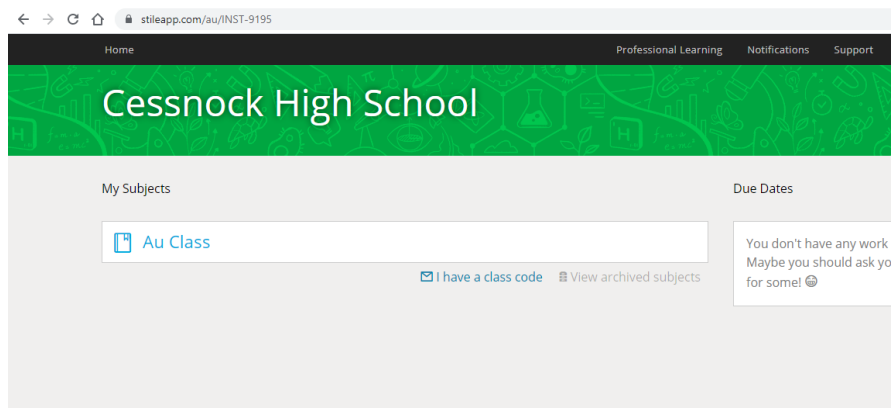 stileapp.com/au/INST-9195
Home Professional Learning Notifications Support
Cessnock High School
My Subjects
Au Class
I have a class code View archived subjects
Due Dates
You don't have any work
Maybe you should ask yo
for some!